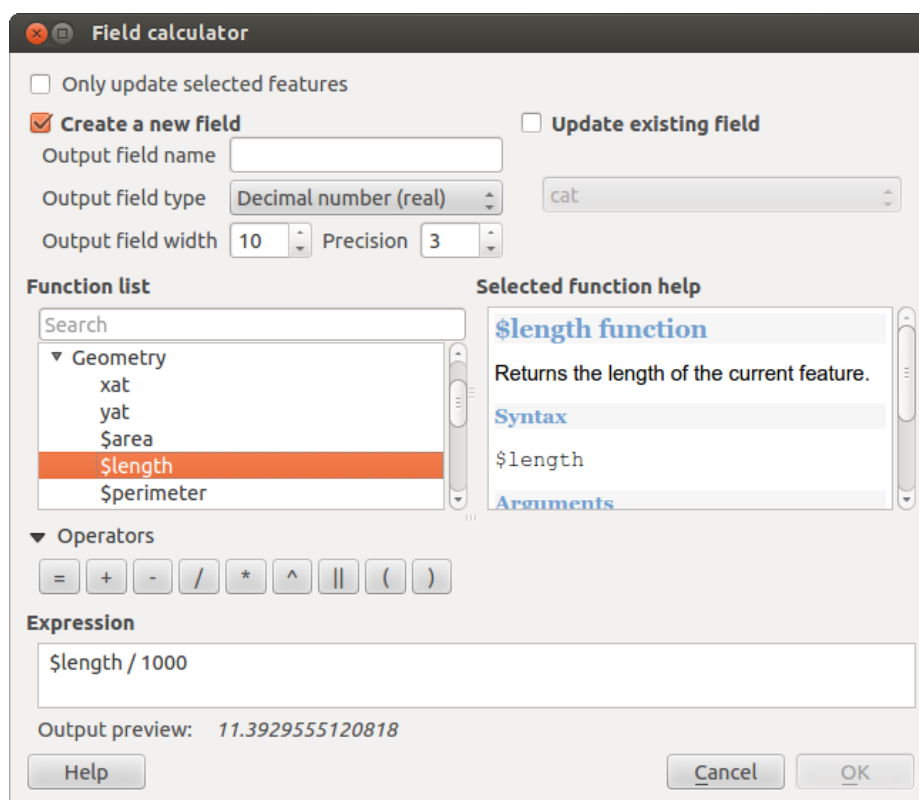 Field calculator
Only update selected features
Create a new field
Update existing field
Output field name
Output field type Decimal number (real)
cat
Output field width 10 Precision 3
Function list
Selected function help
Search
Geometry
xat
yat
$area
$length
$perimeter
$length function
Returns the length of the current feature.
Syntax
$length
Arguments
Operators
= + - / * ^ || ( )
Expression
$length / 1000
Output preview: 11.3929555120818
Help Cancel OK